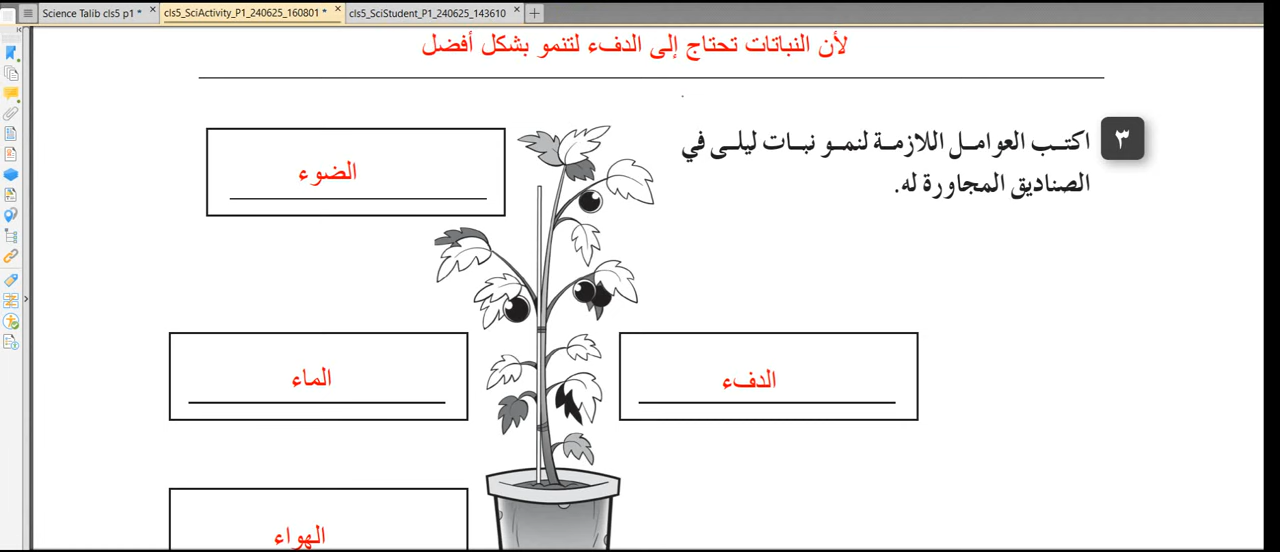 Science Talib cls5 p1 *
cls5_SciActivity_P1_240625_160801 *
cls5_SciStudent_P1_240625_143610
لأن النباتات تحتاج إلى الدفء لتنمو بشكل أفضل
٣
اكتب العوامل اللازمة لنمو نبات ليلى في
الصناديق المجاورة له.
الضوء
الدفء
الماء
الهواء